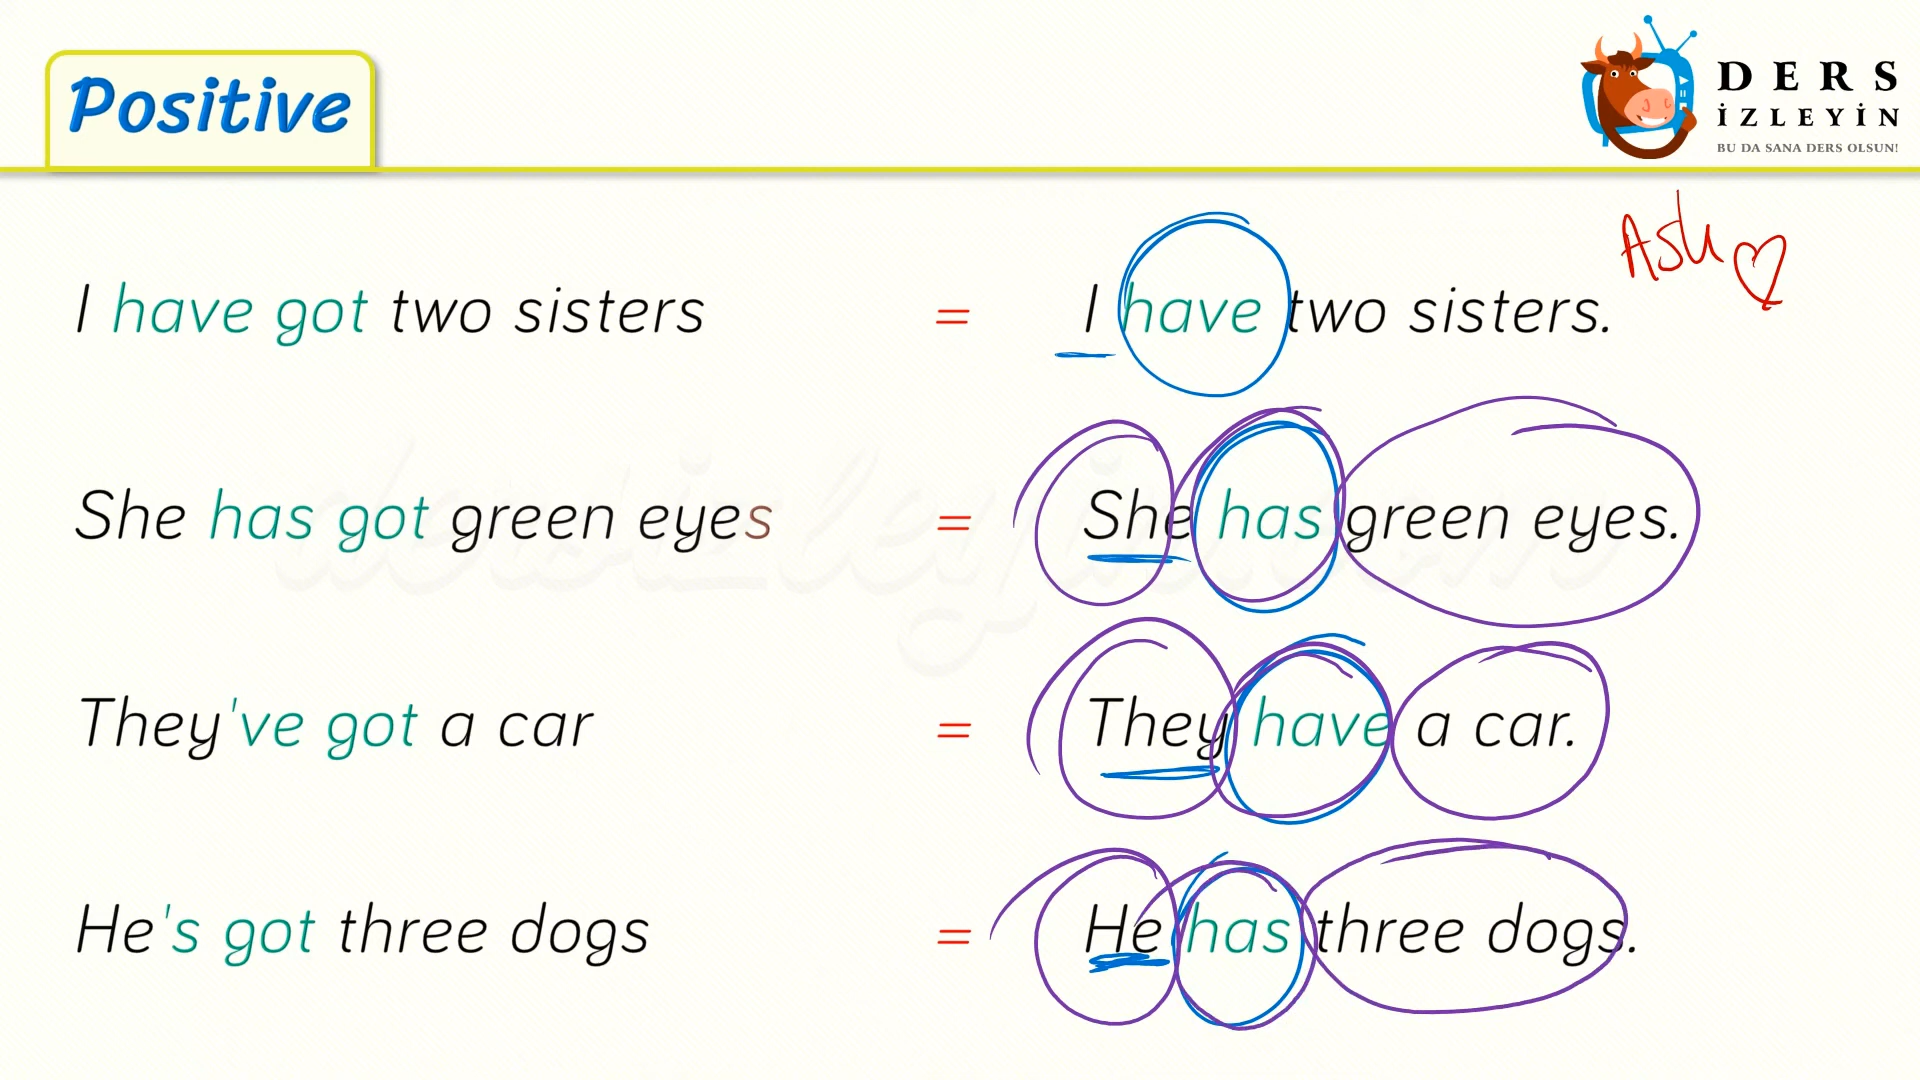 Positive
DERS
İZLEYİN
BU DA SANA DERS OLSUN!
I have got two sisters = I have two sisters.
She has got green eyes = She has green eyes.
They've got a car = They have a car.
He's got three dogs = He has three dogs.